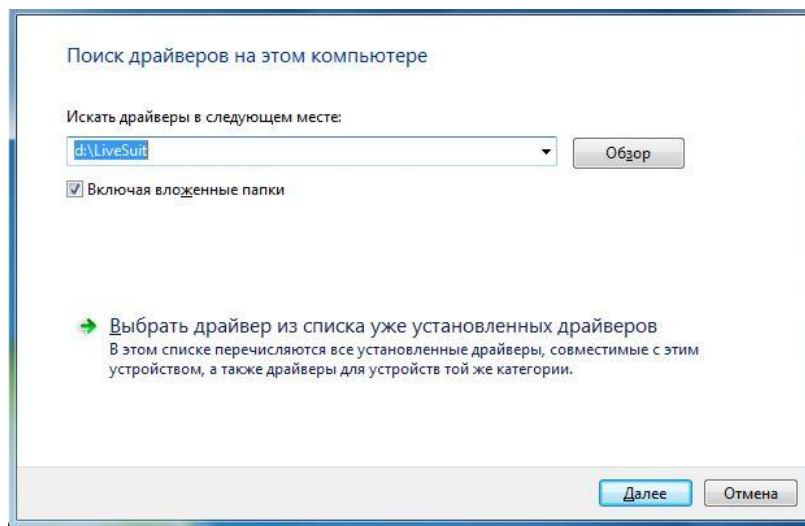 Поиск драйверов на этом компьютере
Искать драйверы в следующем месте:
d:\LiveSuit
Обзор
Включая вложенные папки
Выбрать драйвер из списка уже установленных драйверов
В этом списке перечисляются все установленные драйверы, совместимые с этим
устройством, а также драйверы для устройств той же категории.
Далее
Отмена